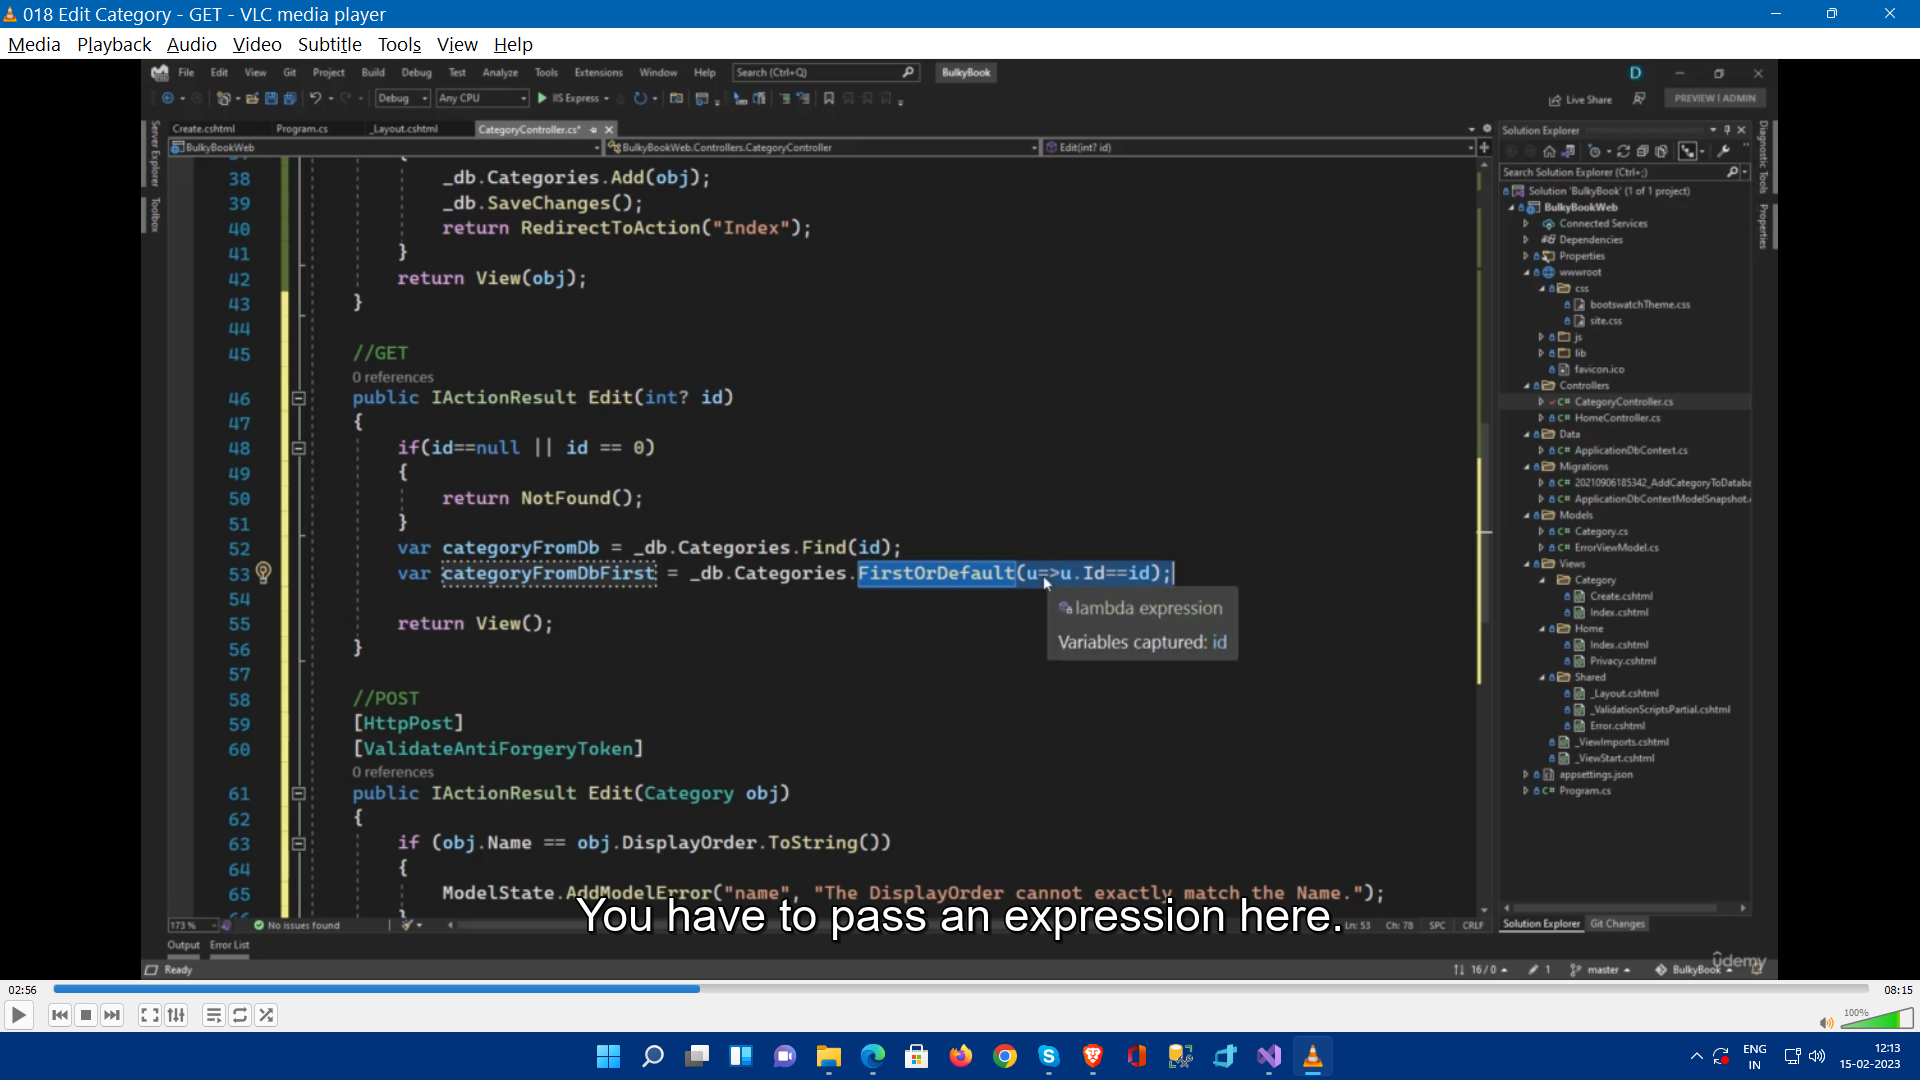 018 Edit Category - GET - VLC media player
Media Playback Audio Video Subtitle Tools View Help
File Edit View Git Project Build Debug Test Analyze Tools Extensions Window Help Search (Ctrl+Q) BulkyBook D
Debug Any CPU IIS Express Live Share PREVIEW | ADMIN
Create.cshtml Program.cs _Layout.cshtml CategoryController.cs*
BulkyBookWeb BulkyBookWeb.Controllers.CategoryController Edit(int? id)
Server Explorer
Toolbox
38 _db.Categories.Add(obj);
39 _db.SaveChanges();
40 return RedirectToAction("Index");
41 }
42 return View(obj);
43 }
44
45 //GET
0 references
46 public IActionResult Edit(int? id)
47 {
48 if(id==null || id == 0)
49 {
50 return NotFound();
51 }
52 var categoryFromDb = _db.Categories.Find(id);
53 var categoryFromDbFirst = _db.Categories.FirstOrDefault(u=>u.Id==id);
lambda expression
Variables captured: id
54
55 return View();
56 }
57
58 //POST
59 [HttpPost]
60 [ValidateAntiForgeryToken]
0 references
61 public IActionResult Edit(Category obj)
62 {
63 if (obj.Name == obj.DisplayOrder.ToString())
64 {
65 ModelState.AddModelError("name", "The DisplayOrder cannot exactly match the Name.");
You have to pass an expression here.
173 % No issues found Ln: 53 Ch: 78 SPC CRLF
Output Error List
Solution Explorer
Search Solution Explorer (Ctrl+;)
Solution 'BulkyBook' (1 of 1 project)
BulkyBookWeb
Connected Services
Dependencies
Properties
wwwroot
css
bootswatchTheme.css
site.css
js
lib
favicon.ico
Controllers
C# CategoryController.cs
C# HomeController.cs
Data
C# ApplicationDbContext.cs
Migrations
C# 20210906185342_AddCategoryToDataba
C# ApplicationDbContextModelSnapshot.
Models
C# Category.cs
C# ErrorViewModel.cs
Views
Category
Create.cshtml
Index.cshtml
Home
Index.cshtml
Privacy.cshtml
Shared
_Layout.cshtml
_ValidationScriptsPartial.cshtml
Error.cshtml
_ViewImports.cshtml
_ViewStart.cshtml
appsettings.json
C# Program.cs
Solution Explorer Git Changes
Diagnostic Tools
Properties
udemy
Ready 16 / 0 1 master BulkyBook
02:56 08:15
100%
ENG
IN
12:13
15-02-2023